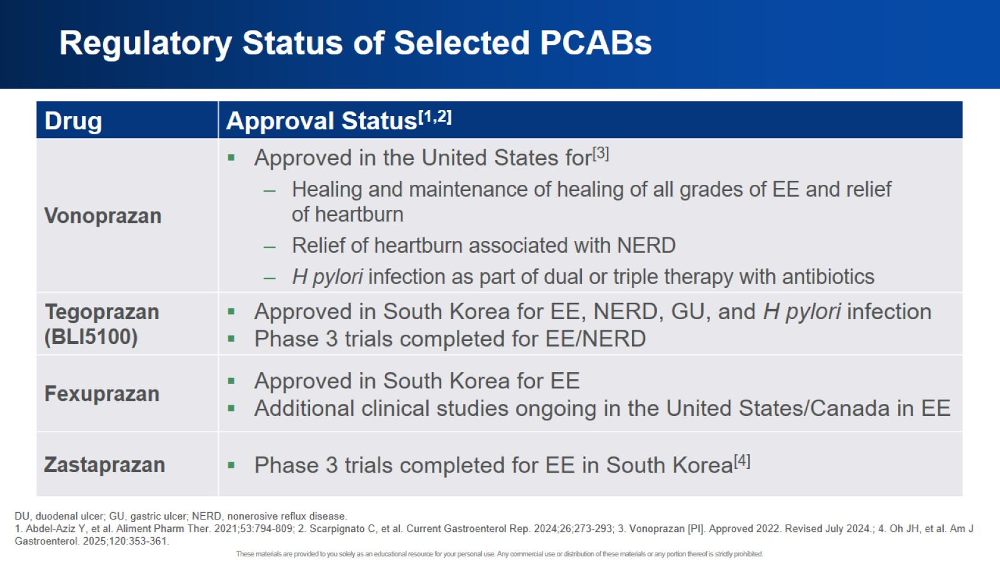 Regulatory Status of Selected PCABs
Drug
Approval Status[1,2]
Vonoprazan
▪ Approved in the United States for[3]
– Healing and maintenance of healing of all grades of EE and relief
of heartburn
– Relief of heartburn associated with NERD
– H pylori infection as part of dual or triple therapy with antibiotics
Tegoprazan
(BLI5100)
▪ Approved in South Korea for EE, NERD, GU, and H pylori infection
▪ Phase 3 trials completed for EE/NERD
Fexuprazan
▪ Approved in South Korea for EE
▪ Additional clinical studies ongoing in the United States/Canada in EE
Zastaprazan
▪ Phase 3 trials completed for EE in South Korea[4]
DU, duodenal ulcer; GU, gastric ulcer; NERD, nonerosive reflux disease.
1. Abdel-Aziz Y, et al. Aliment Pharm Ther. 2021;53:794-809; 2. Scarpignato C, et al. Current Gastroenterol Rep. 2024;26;273-293; 3. Vonoprazan [PI]. Approved 2022. Revised July 2024.; 4. Oh JH, et al. Am J
Gastroenterol. 2025;120:353-361.
These materials are provided to you solely as an educational resource for your personal use. Any commercial use or distribution of these materials or any portion thereof is strictly prohibited.